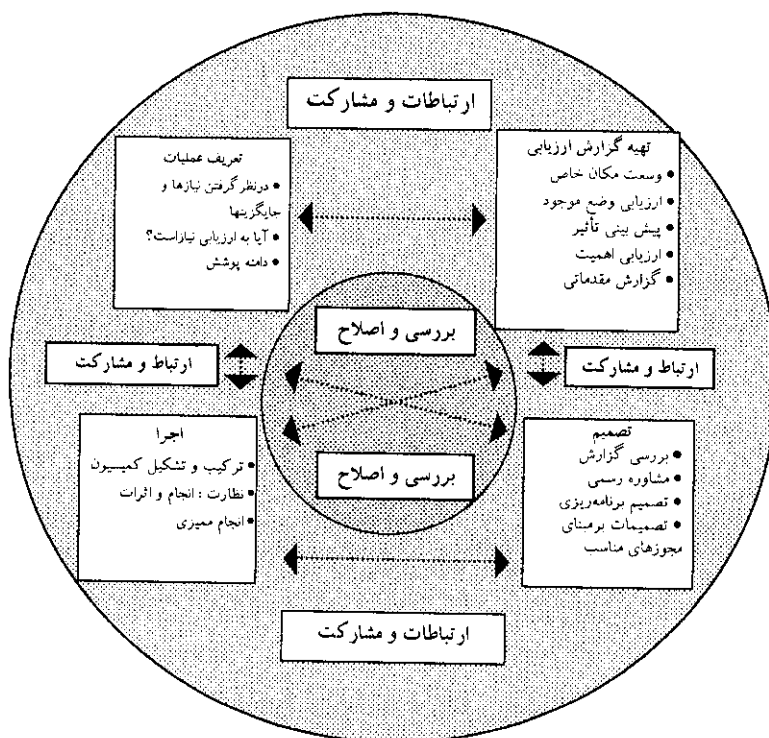 ارتباطات و مشارکت
تهیه گزارش ارزیابی
• وسعت مکان خاص
• ارزیابی وضع موجود
• پیش بینی تأثیر
• ارزیابی اهمیت
• گزارش مقدماتی
تعریف عملیات
• درنظر گرفتن نیازها و
جایگزینها
• آیا به ارزیابی نیازاست؟
• دامنه پوشش
بررسی و اصلاح
ارتباط و مشارکت
ارتباط و مشارکت
تصمیم
• بررسی گزارش
• مشاوره رسمی
• تصمیم برنامه‌ریزی
• تصمیمات برمبنای
مجوزهای مناسب
اجرا
• ترکیب و تشکیل کمیسیون
• نظارت : انجام و اثرات
• انجام ممیزی
بررسی و اصلاح
ارتباطات و مشارکت